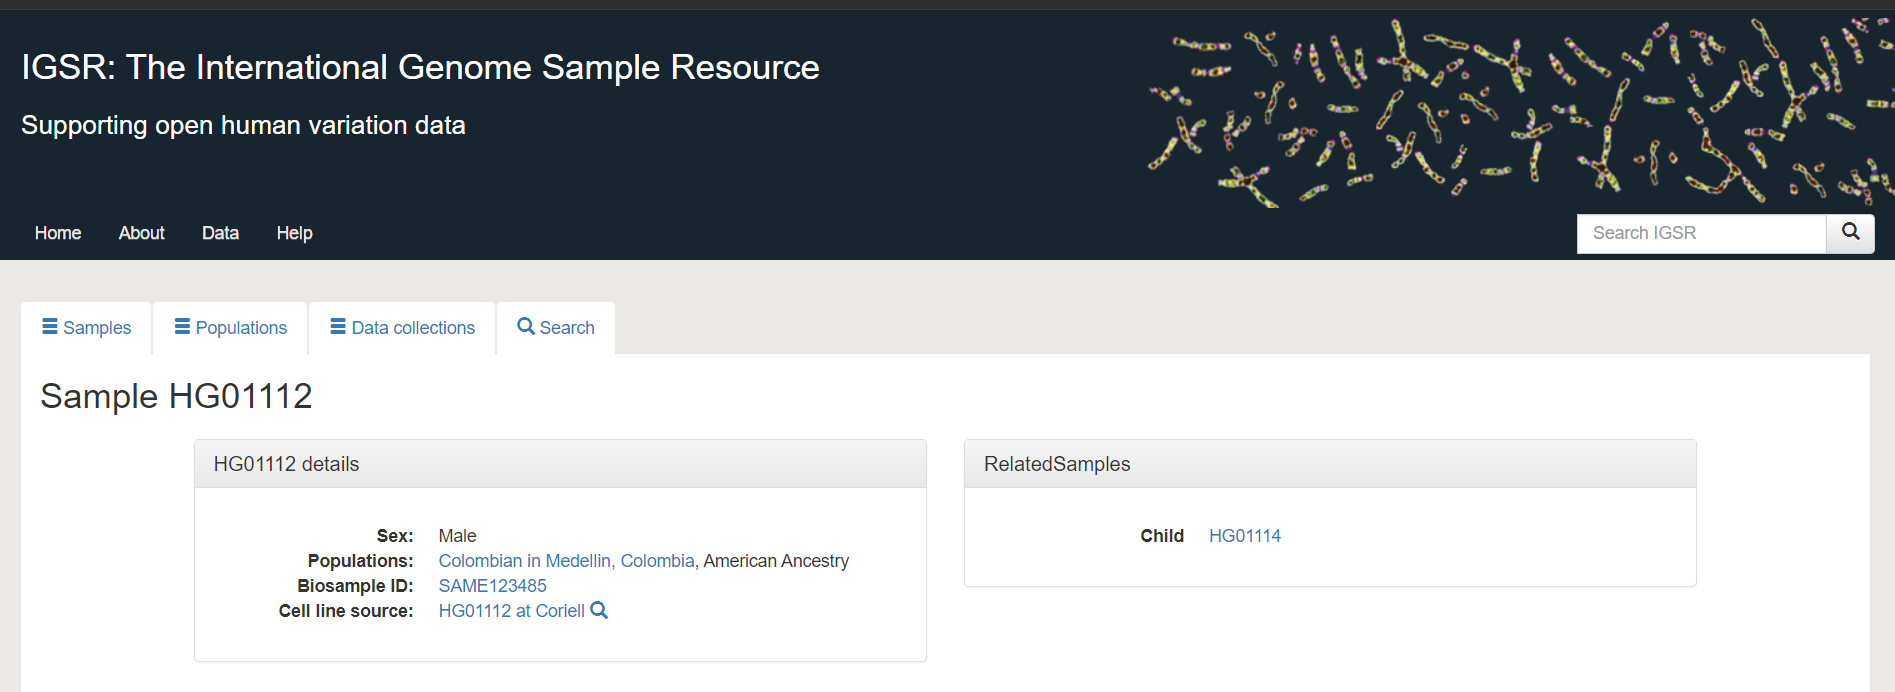 IGSR: The International Genome Sample Resource
Supporting open human variation data
Home About Data Help Search IGSR
Samples Populations Data collections Search
Sample HG01112
HG01112 details
Sex: Male
Populations: Colombian in Medellin, Colombia, American Ancestry
Biosample ID: SAME123485
Cell line source: HG01112 at Coriell
RelatedSamples
Child HG01114